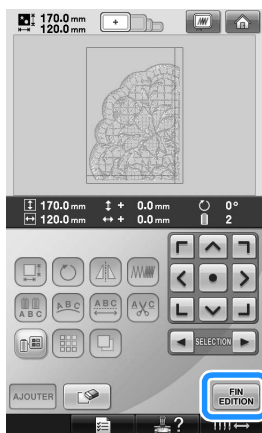 170.0 mm
120.0 mm
170.0 mm + 0.0 mm 0°
120.0 mm + 0.0 mm 2
A B C A B C A B C A B C
SELECTION
AJOUTER
FIN
EDITION
?